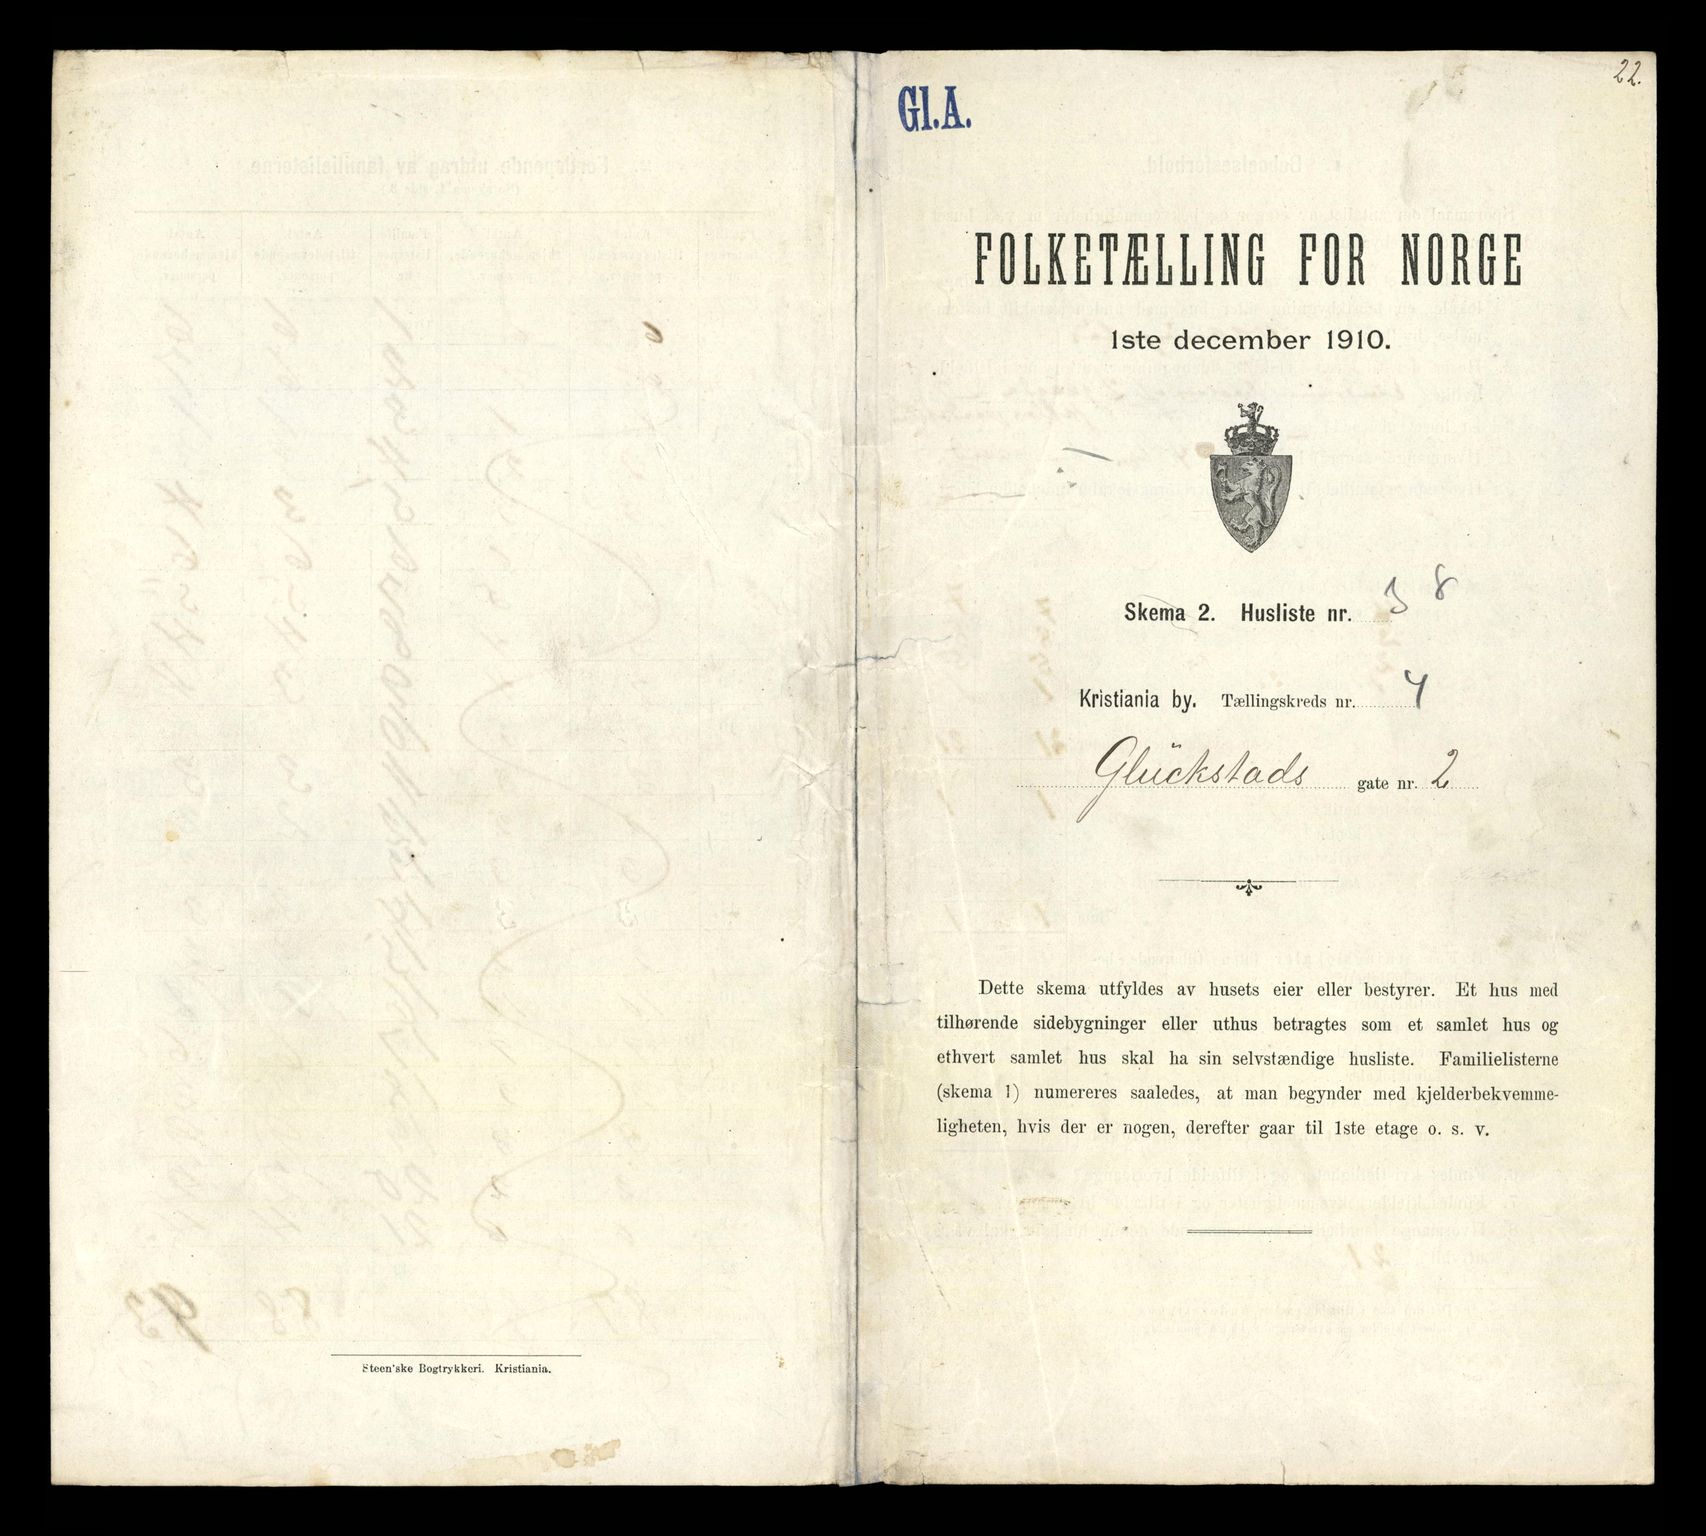 Steen'ske Bogtrykkeri. Kristiania.
22.
Gl.A.
FOLKETÆLLING FOR NORGE
1ste december 1910.
Skema 2. Husliste nr. 38
Kristiania by. Tællingskreds nr. 4
Glückstads gate nr. 2
Dette skema utfyldes av husets eier eller bestyrer. Et hus med
tilhørende sidebygninger eller uthus betragtes som et samlet hus og
ethvert samlet hus skal ha sin selvstændige husliste. Familielisterne
(skema 1) numereres saaledes, at man begynder med kjelderbekvemme-
ligheten, hvis der er nogen, derefter gaar til 1ste etage o. s. v.